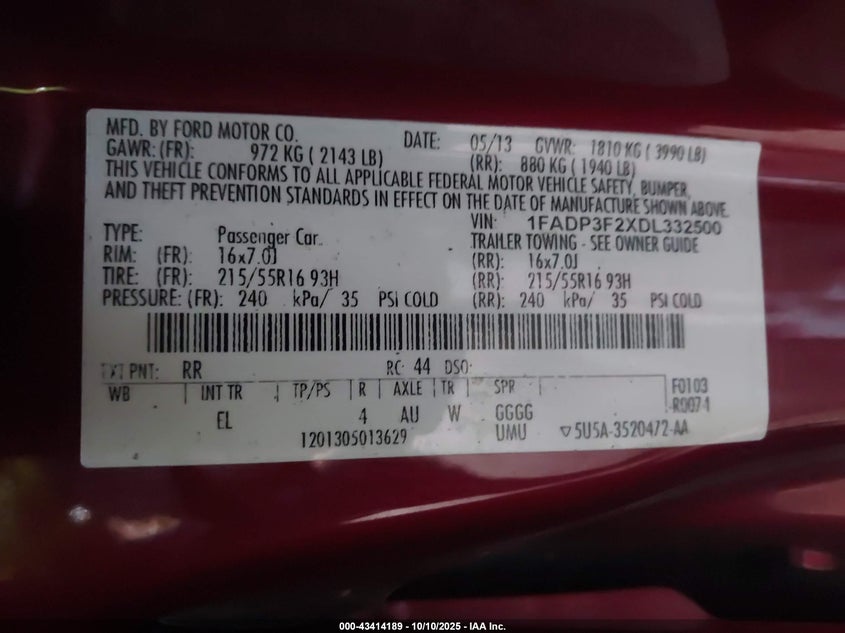 MFD. BY FORD MOTOR CO. DATE: 05/13 GVWR: 1810 KG ( 3990 LB)
GAWR: (FR): 972 KG ( 2143 LB) (RR): 880 KG ( 1940 LB)
THIS VEHICLE CONFORMS TO ALL APPLICABLE FEDERAL MOTOR VEHICLE SAFETY, BUMPER,
AND THEFT PREVENTION STANDARDS IN EFFECT ON THE DATE OF MANUFACTURE SHOWN ABOVE.
VIN: 1FADP3F2XDL332500
TYPE: Passenger Car TRAILER TOWING - SEE OWNER GUIDE
RIM: (FR) 16x7.0J (RR): 16x7.0J
TIRE: (FR) 215/55R16 93H (RR): 215/55R16 93H
PRESSURE: (FR): 240 kPa/ 35 PSI COLD (RR): 240 kPa/ 35 PSI COLD
EXT PNT: RR RC: 44 DSO:
WB INT TR TP/PS R AXLE TR SPR F0103
EL 4 AU W GGGG
1201305013629 UMU 5U5A-3520472-AA
000-43414189 - 10/10/2025 - IAA Inc.